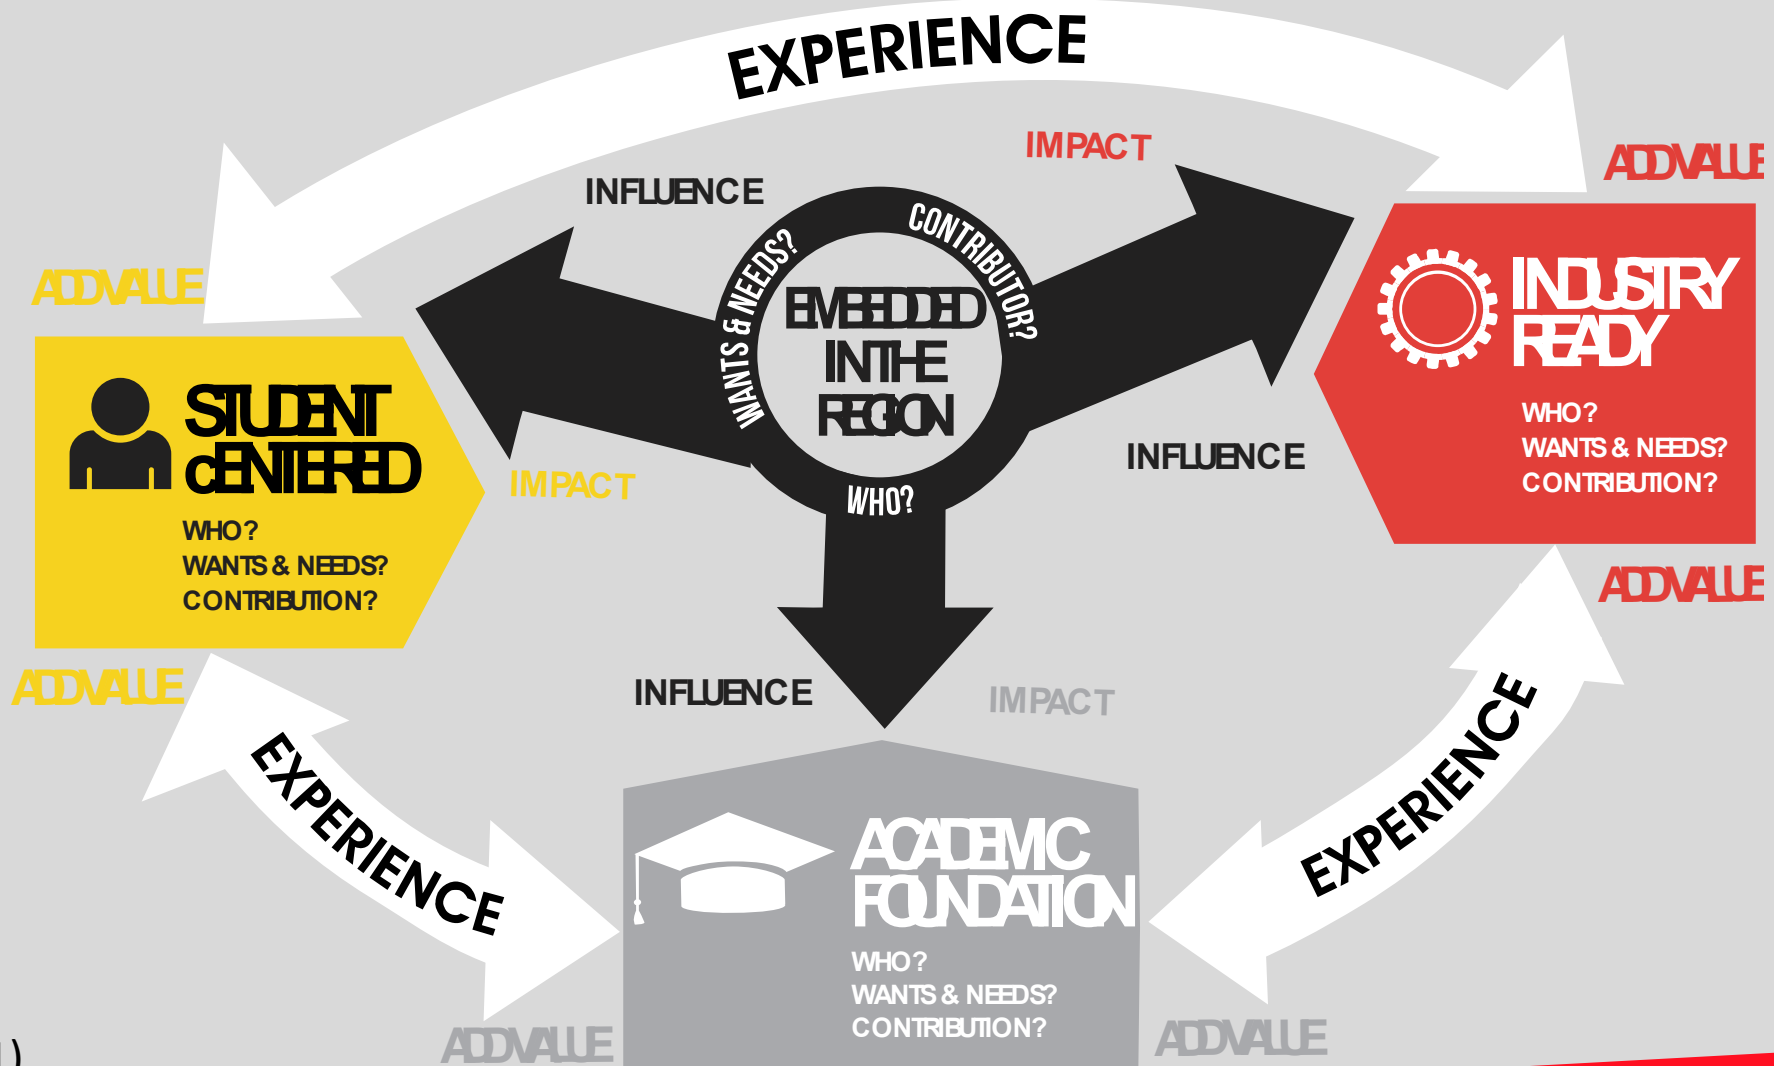 EXPERIENCE
IMPACT
ADD VALUE
INFLUENCE
WANTS & NEEDS?
CONTRIBUTOR?
ADD VALUE
EMBEDDED
IN THE
REGION
INDUSTRY
READY
WHO?
WANTS & NEEDS?
CONTRIBUTION?
STUDENT
cENTERED
WHO?
WANTS & NEEDS?
CONTRIBUTION?
INFLUENCE
IMPACT
WHO?
ADD VALUE
ADD VALUE
INFLUENCE
IMPACT
EXPERIENCE
EXPERIENCE
ACADEMIC
FOUNDATION
WHO?
WANTS & NEEDS?
CONTRIBUTION?
ADD VALUE
ADD VALUE